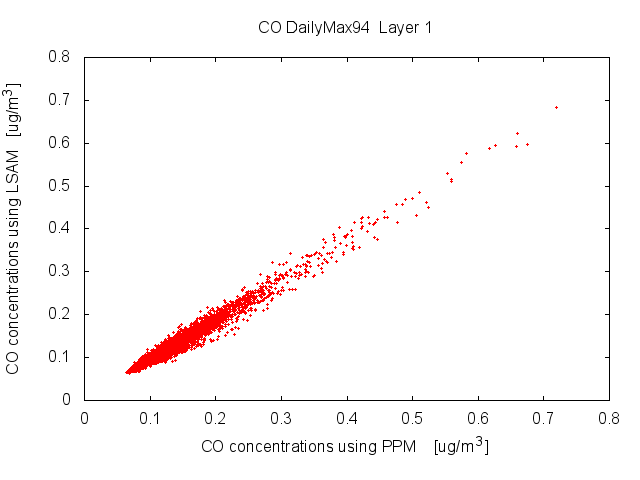 CO DailyMax94 Layer 1
0.8
0.7
0.6
0.5
0.4
0.3
0.2
0.1
0
CO concentrations using LSAM [ug/m³]
0 0.1 0.2 0.3 0.4 0.5 0.6 0.7 0.8
CO concentrations using PPM [ug/m³]